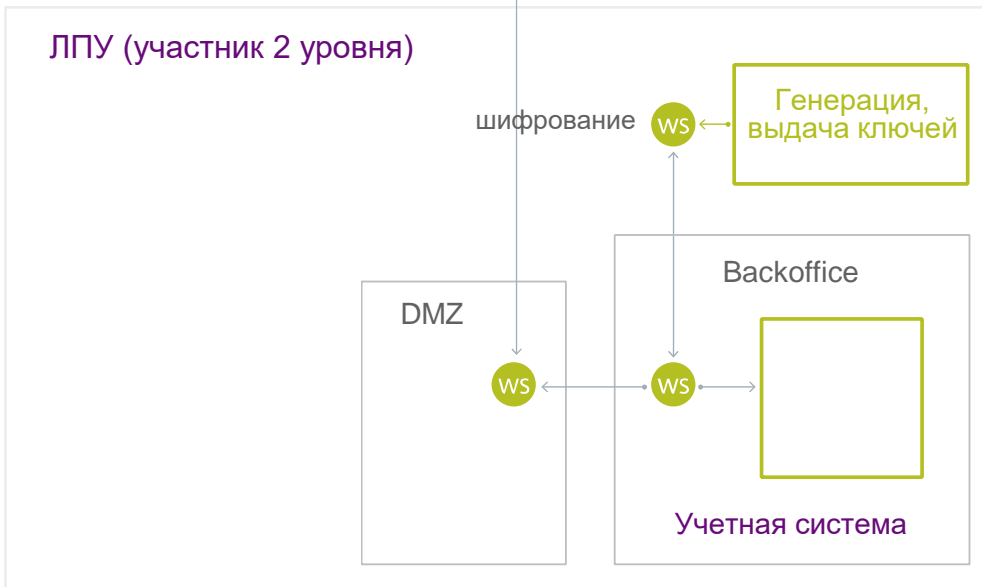 ЛПУ (участник 2 уровня)
шифрование
WS
Генерация,
выдача ключей
Backoffice
DMZ
WS
WS
Учетная система